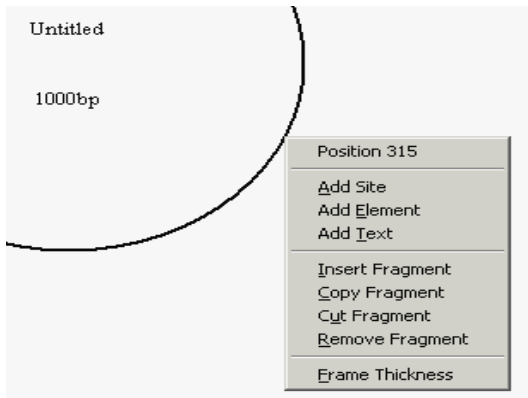 Untitled
1000bp
Position 315
Add Site
Add Element
Add Text
Insert Fragment
Copy Fragment
Cut Fragment
Remove Fragment
Frame Thickness